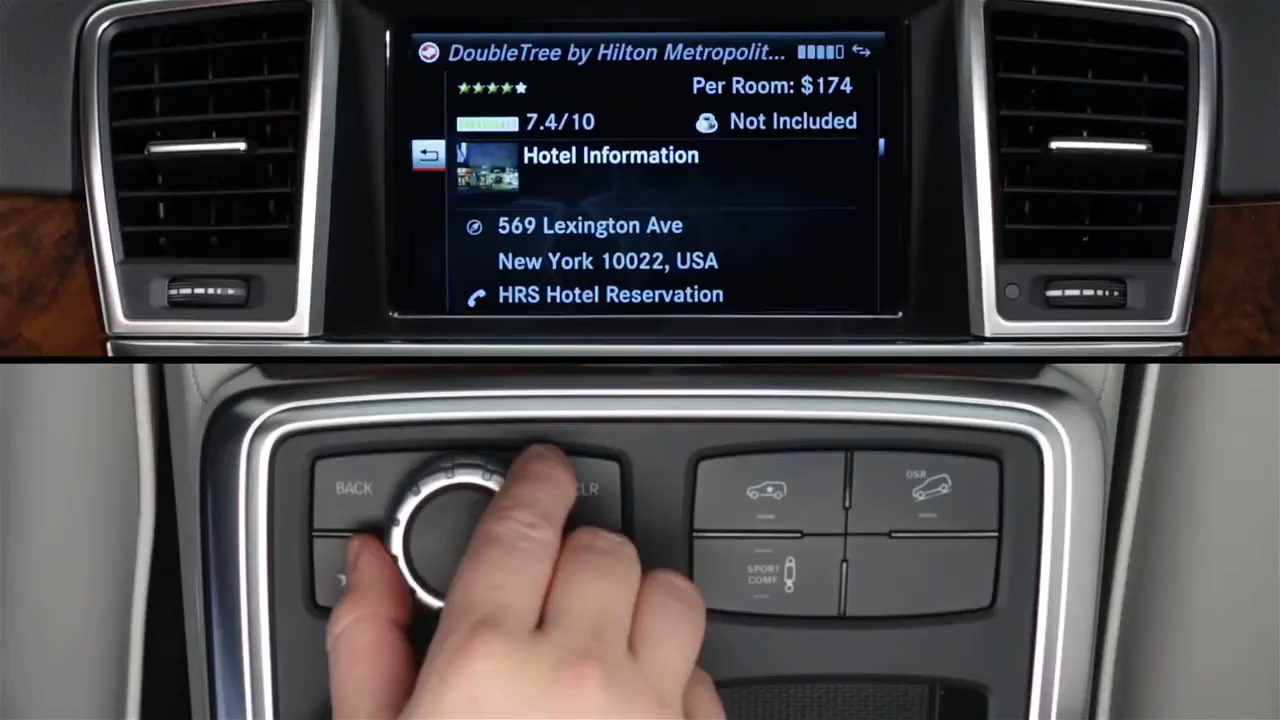 DoubleTree by Hilton Metropolit...
Per Room: $174
7.4/10
Not Included
Hotel Information
569 Lexington Ave
New York 10022, USA
HRS Hotel Reservation
BACK
CLR
DSR
SPORT
COMF